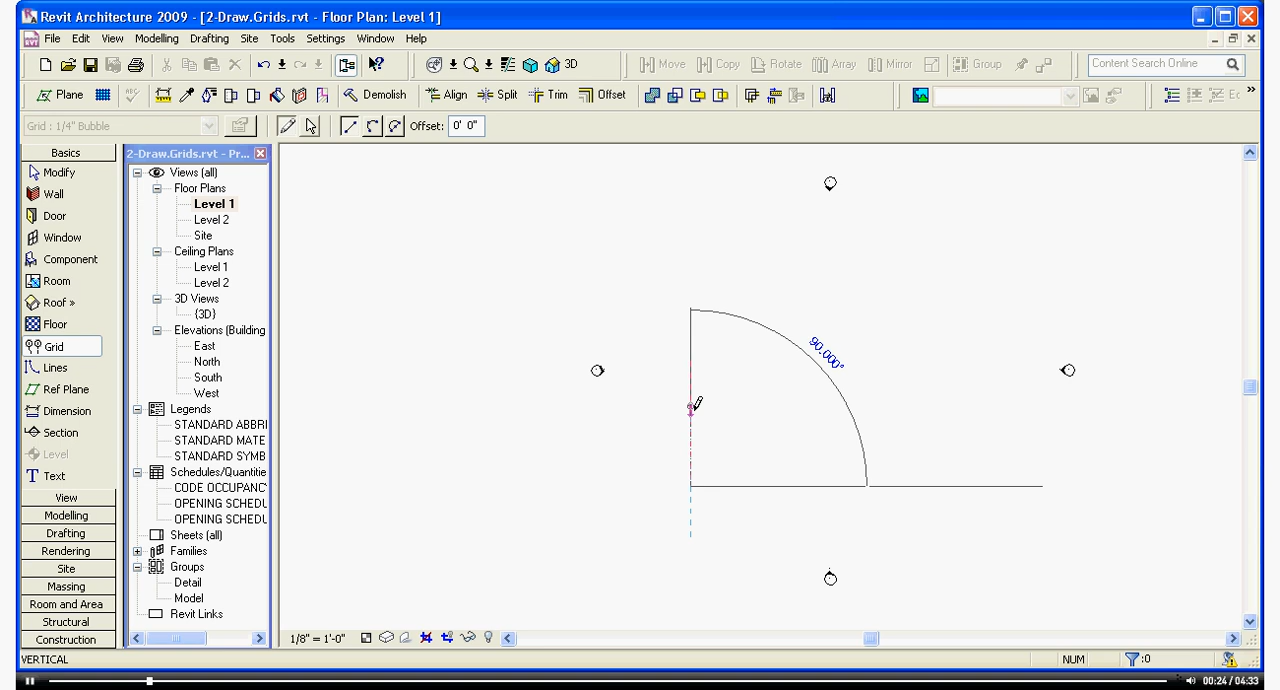 Revit Architecture 2009 - [2-Draw.Grids.rvt - Floor Plan: Level 1]
File Edit View Modelling Drafting Site Tools Settings Window Help
3D Move Copy Rotate Array Mirror Group Content Search Online
Plane Demolish Align Split Trim Offset Ec
Grid : 1/4" Bubble Offset: 0' 0"
Basics
Modify
Wall
Door
Window
Component
Room
Roof »
Floor
Grid
Lines
Ref Plane
Dimension
Section
Level
Text
View
Modelling
Drafting
Rendering
Site
Massing
Room and Area
Structural
Construction
2-Draw.Grids.rvt - Pr...
Views (all)
Floor Plans
Level 1
Level 2
Site
Ceiling Plans
Level 1
Level 2
3D Views
{3D}
Elevations (Building
East
North
South
West
Legends
STANDARD ABBRI
STANDARD MATE
STANDARD SYMB
Schedules/Quantitie
CODE OCCUPANC
OPENING SCHEDU
OPENING SCHEDU
Sheets (all)
Families
Groups
Detail
Model
Revit Links
90.000°
1/8" = 1'-0"
VERTICAL NUM :0
00:24 / 04:33